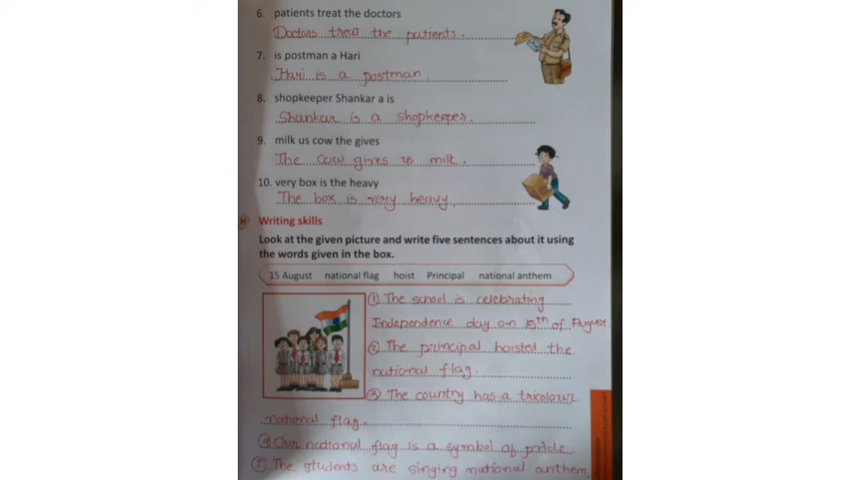 6. patients treat the doctors
Doctors treat the patients.
7. is postman a Hari
Hari is a postman.
8. shopkeeper Shankar a is
Shankar is a shopkeeper.
9. milk us cow the gives
The cow gives us milk.
10. very box is the heavy
The box is very heavy.
H Writing skills
Look at the given picture and write five sentences about it using
the words given in the box.
15 August national flag hoist Principal national anthem
① The school is celebrating
Independence day on 15th of August.
② The principal hoisted the
national flag.
③ The country has a tricolour
national flag.
④ Our national flag is a symbol of pride.
⑤ The students are singing national anthem.